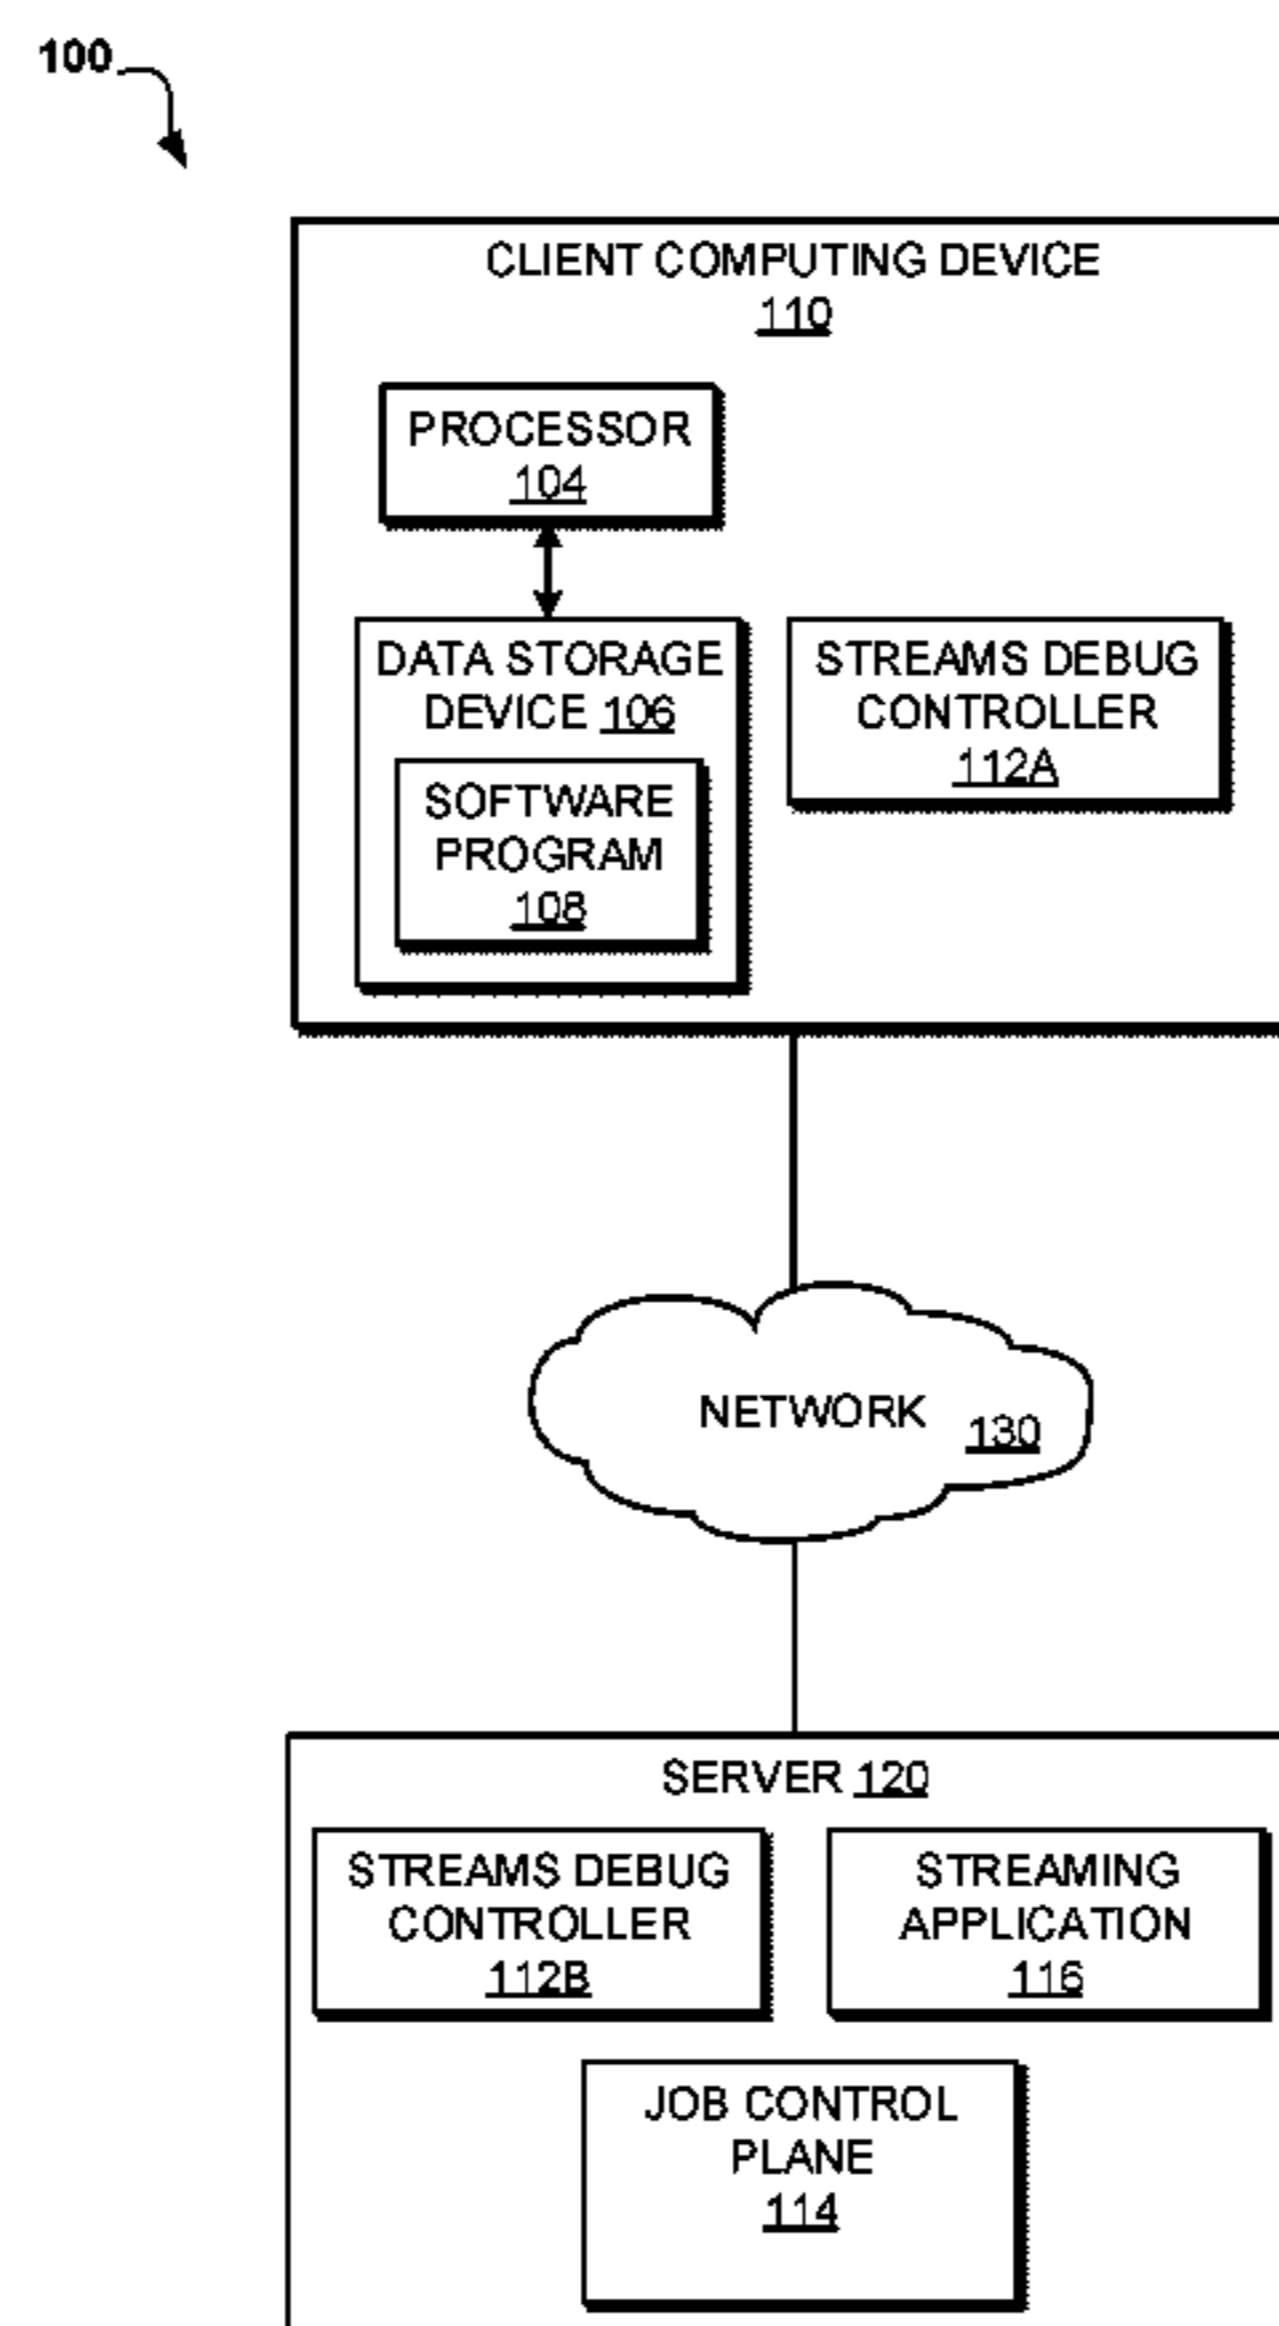 100
CLIENT COMPUTING DEVICE
110
PROCESSOR
104
DATA STORAGE
DEVICE 106
SOFTWARE
PROGRAM
108
STREAMS DEBUG
CONTROLLER
112A
NETWORK 130
SERVER 120
STREAMS DEBUG
CONTROLLER
112B
STREAMING
APPLICATION
116
JOB CONTROL
PLANE
114